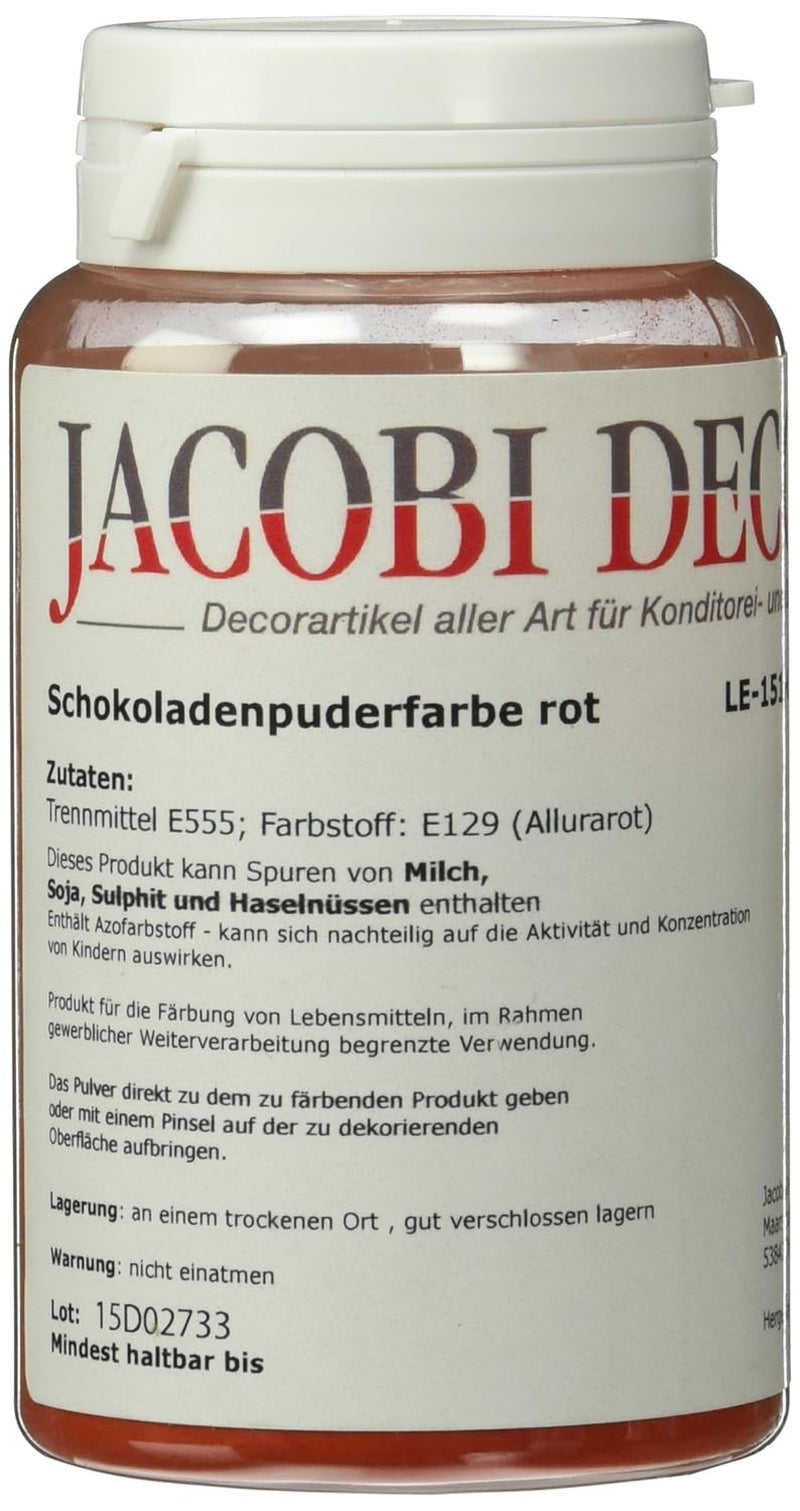 JACOBI DEC
Decorartikel aller Art für Konditorei- und
Schokoladenpuderfarbe rot LE-151
Zutaten:
Trennmittel E555; Farbstoff: E129 (Allurarot)
Dieses Produkt kann Spuren von Milch,
Soja, Sulphit und Haselnüssen enthalten
Enthält Azofarbstoff - kann sich nachteilig auf die Aktivität und Konzentration
von Kindern auswirken.
Produkt für die Färbung von Lebensmitteln, im Rahmen
gewerblicher Weiterverarbeitung begrenzte Verwendung.
Das Pulver direkt zu dem zu färbenden Produkt geben
oder mit einem Pinsel auf der zu dekorierenden
Oberfläche aufbringen.
Lagerung: an einem trockenen Ort , gut verschlossen lagern
Warnung: nicht einatmen
Lot: 15D02733
Mindest haltbar bis